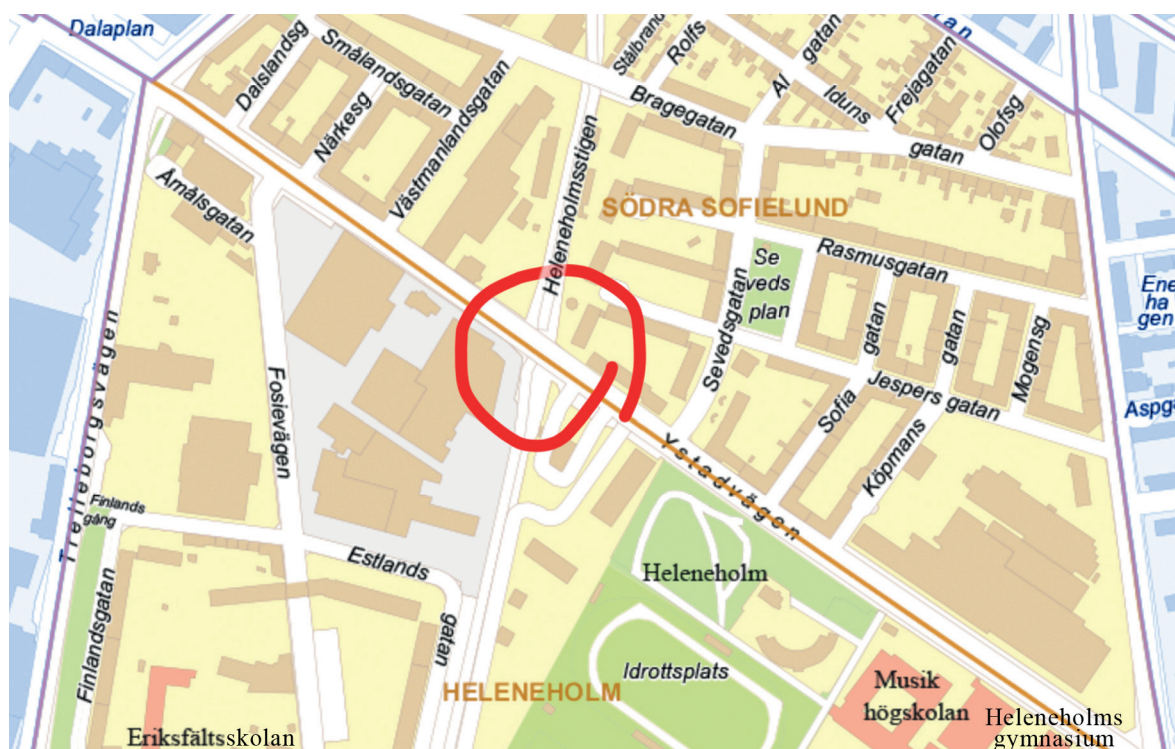 Dalaplan
Dalslandsg
Smålandsgatan
Närkesg
Västmanlandsgatan
Åmålsgatan
Heleneholmsstigen
Stålbrand
Rolfs
Bragegatan
Al
gatan
Iduns
gatan
Frejagatan
Olofsg
SÖDRA SOFIELUND
Rasmusgatan
Se
veds
plan
Sevedsgatan
Ene
ha
gen
Sofia
gatan
Köpmans
gatan
Mogensg
Jespers gatan
Trelleborgsvägen
Fosievägen
Ystadvägen
Finlands
gång
Estlands
gatan
Finlandsgatan
Heleneholm
Idrottsplats
HELENEHOLM
Musik
högskolan
Heleneholms
gymnasium
Eriksfältsskolan